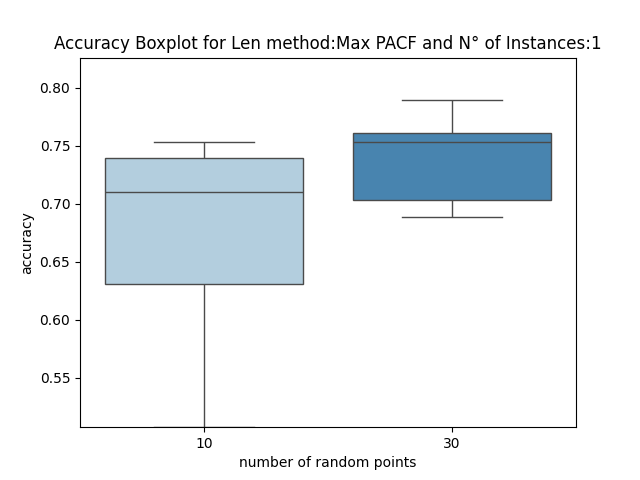 Accuracy Boxplot for Len method:Max PACF and N° of Instances:1
0.80
0.75
0.70
0.65
0.60
0.55
accuracy
10 30
number of random points